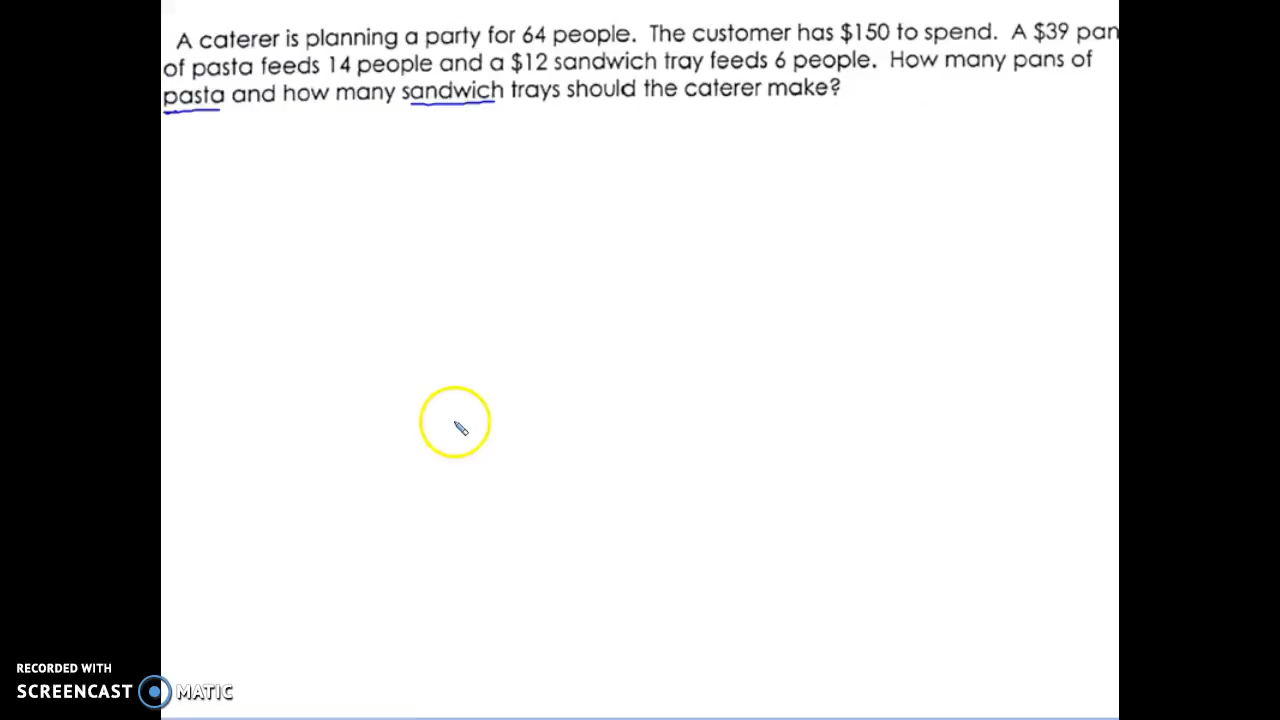 A caterer is planning a party for 64 people. The customer has $150 to spend. A $39 pan
of pasta feeds 14 people and a $12 sandwich tray feeds 6 people. How many pans of
pasta and how many sandwich trays should the caterer make?
RECORDED WITH
SCREENCAST MATIC